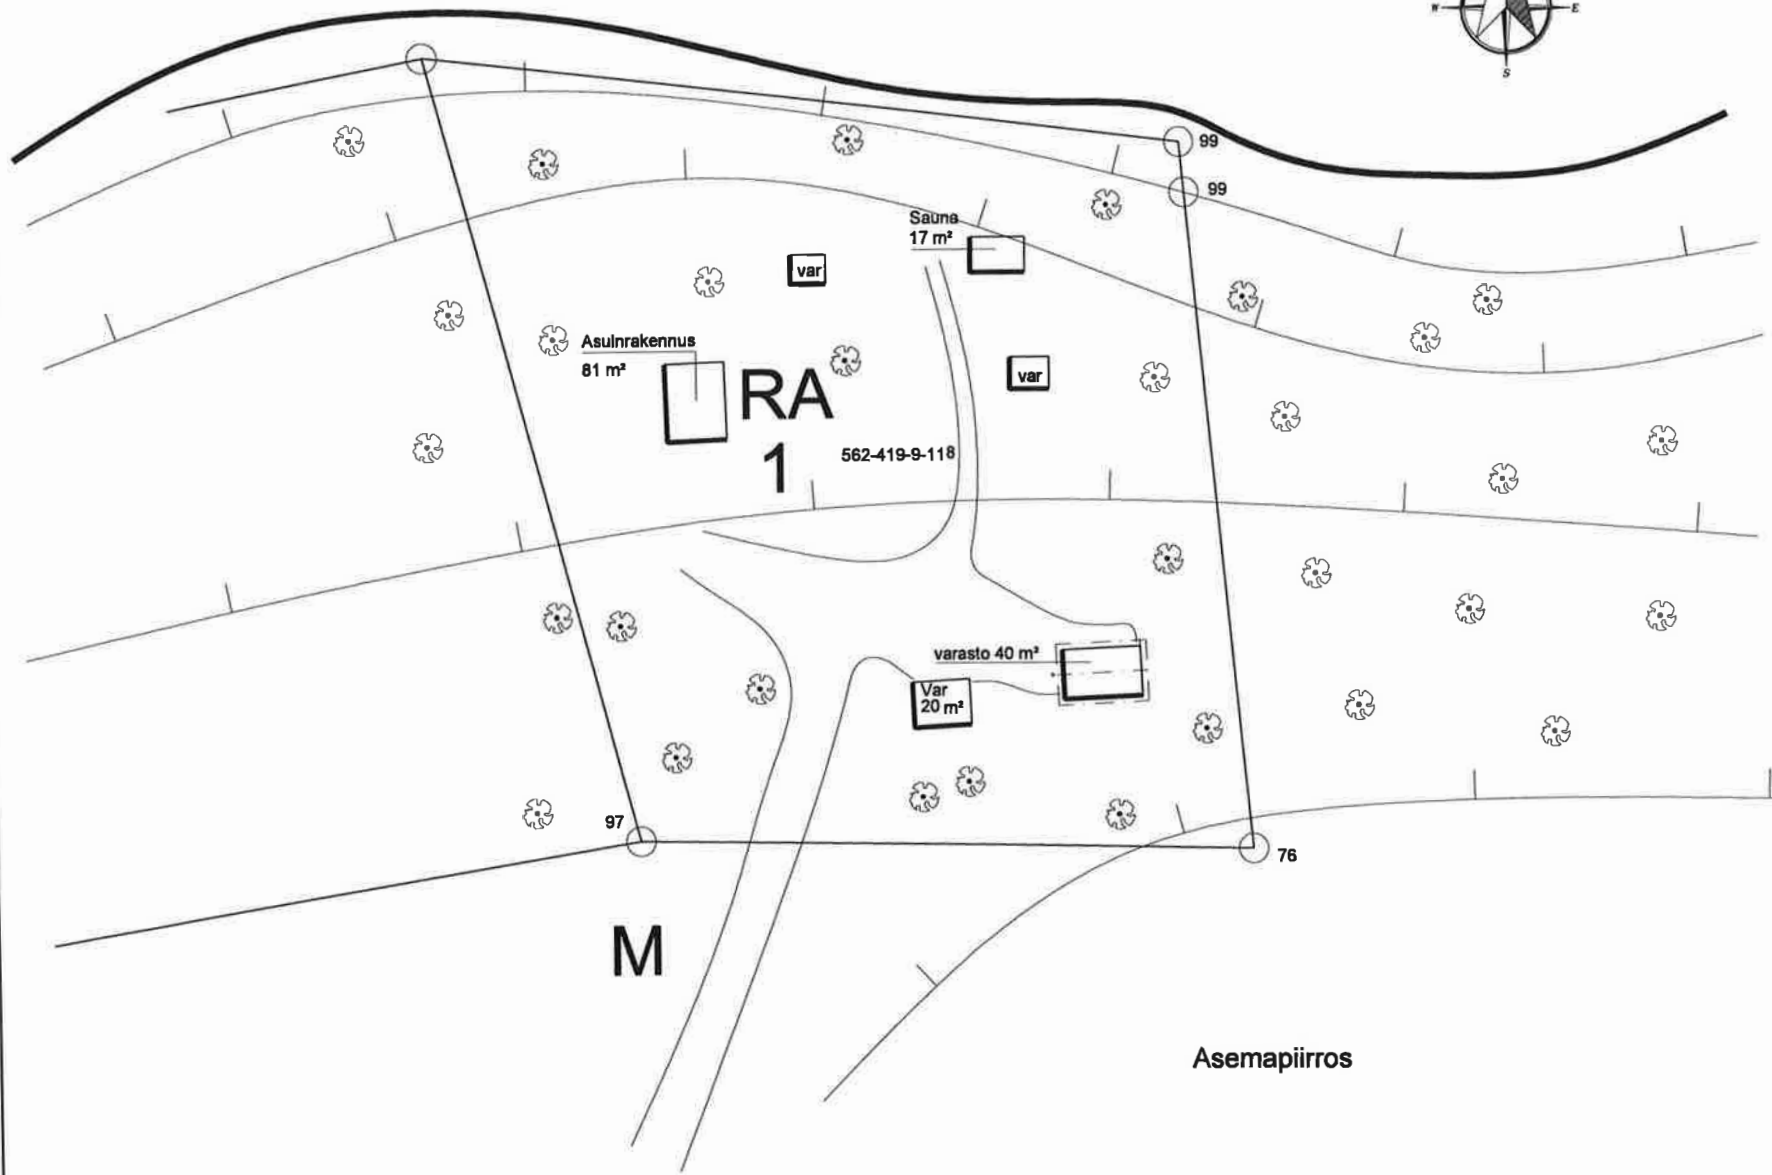 W
E
S
99
99
Sauna
17 m²
var
Asuinrakennus
81 m²
RA
1
var
562-419-9-118
varasto 40 m²
Var
20 m²
97
76
M
Asemapiirros